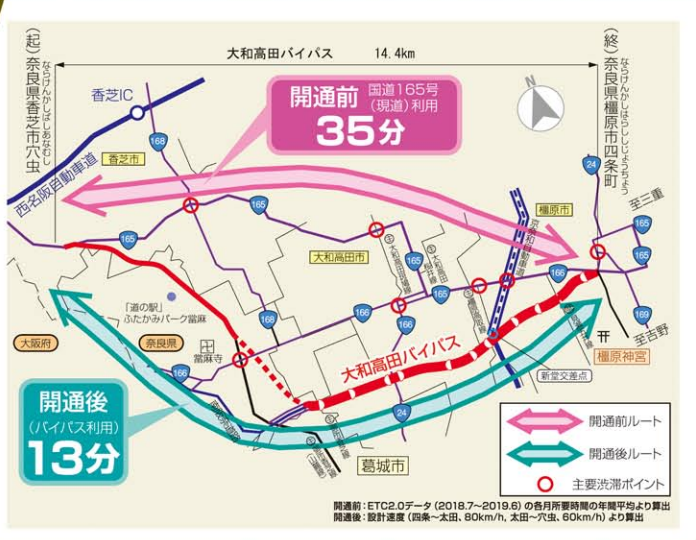 大和高田バイパス 14.4km
(起)奈良県香芝市穴虫
ならけんかしばしあなむし
(終)奈良県橿原市四条町
ならけんかしはらししじょうちょう
開通前 国道165号
(現道)利用
35分
香芝IC
西名阪自動車道
香芝市
168
165
165
165
165
165
165
165
24
橿原市
京奈和自動車道
至三重
大和高田市
166
166
166
166
168
169
至吉野
「道の駅」
ふたかみパーク當麻
大阪府
奈良県
當麻寺
大和高田バイパス
新堂交差点
橿原神宮
24
開通後
(バイパス利用)
13分
葛城市
開通前ルート
開通後ルート
主要渋滞ポイント
開通前:ETC2.0データ(2018.7~2019.6)の各月所要時間の年間平均より算出
開通後:設計速度(四条~太田、80km/h, 太田~穴虫、60km/h)より算出
N